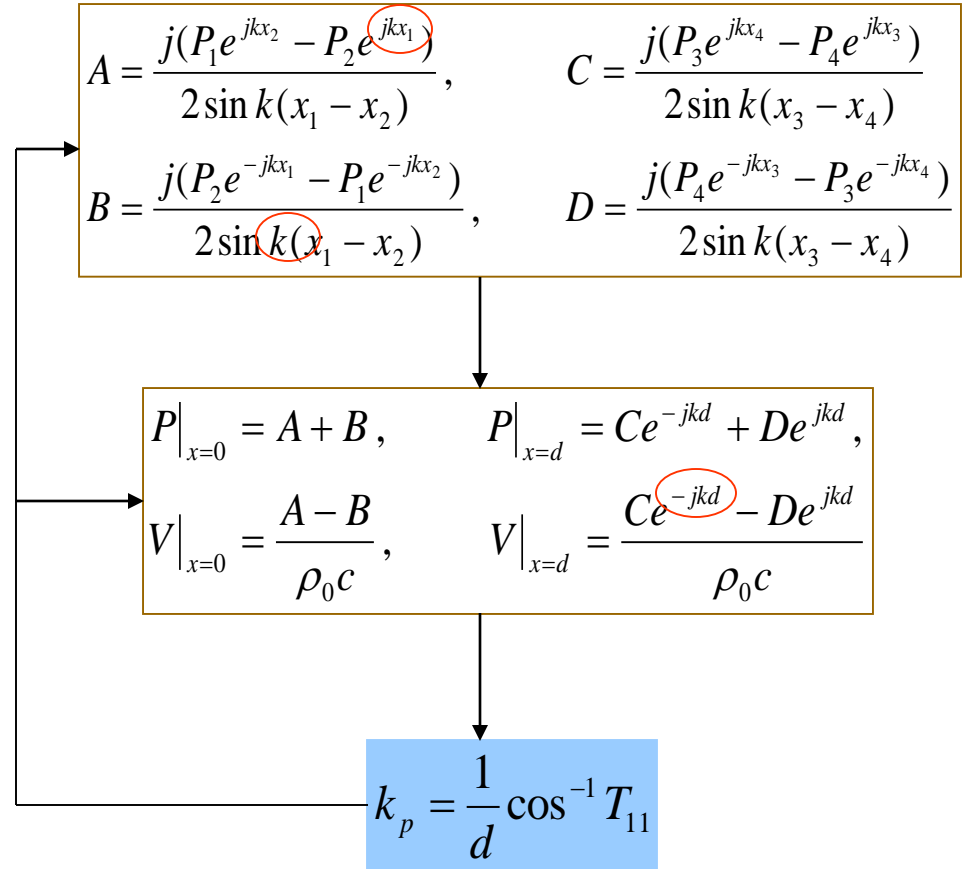 A = j(P₁e^{jkx₂} − P₂e^{jkx₁}) / 2 sin k(x₁ − x₂) , C = j(P₃e^{jkx₄} − P₄e^{jkx₃}) / 2 sin k(x₃ − x₄)
B = j(P₂e^{-jkx₁} − P₁e^{-jkx₂}) / 2 sin k(x₁ − x₂) , D = j(P₄e^{-jkx₃} − P₃e^{-jkx₄}) / 2 sin k(x₃ − x₄)
P|_{x=0} = A + B , P|_{x=d} = Ce^{-jkd} + De^{jkd} ,
V|_{x=0} = (A − B) / ρ₀c , V|_{x=d} = (Ce^{-jkd} − De^{jkd}) / ρ₀c
k_p = 1/d cos^{-1} T₁₁